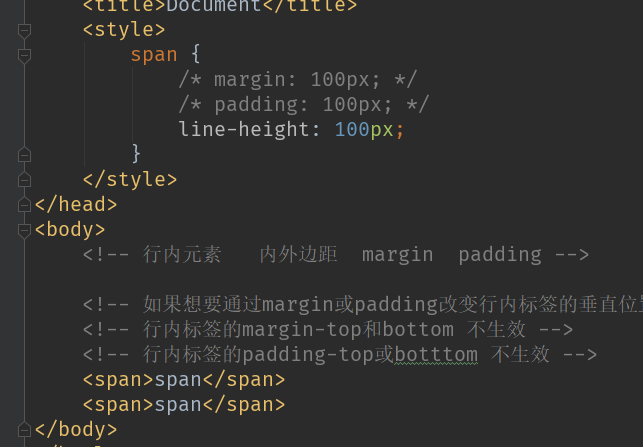 <title>Document</title>
<style>
span {
/* margin: 100px; */
/* padding: 100px; */
line-height: 100px;
}
</style>
</head>
<body>
<!-- 行内元素 内外边距 margin padding -->
<!-- 如果想要通过margin或padding改变行内标签的垂直位
<!-- 行内标签的margin-top和bottom 不生效 -->
<!-- 行内标签的padding-top或botttom 不生效 -->
<span>span</span>
<span>span</span>
</body>